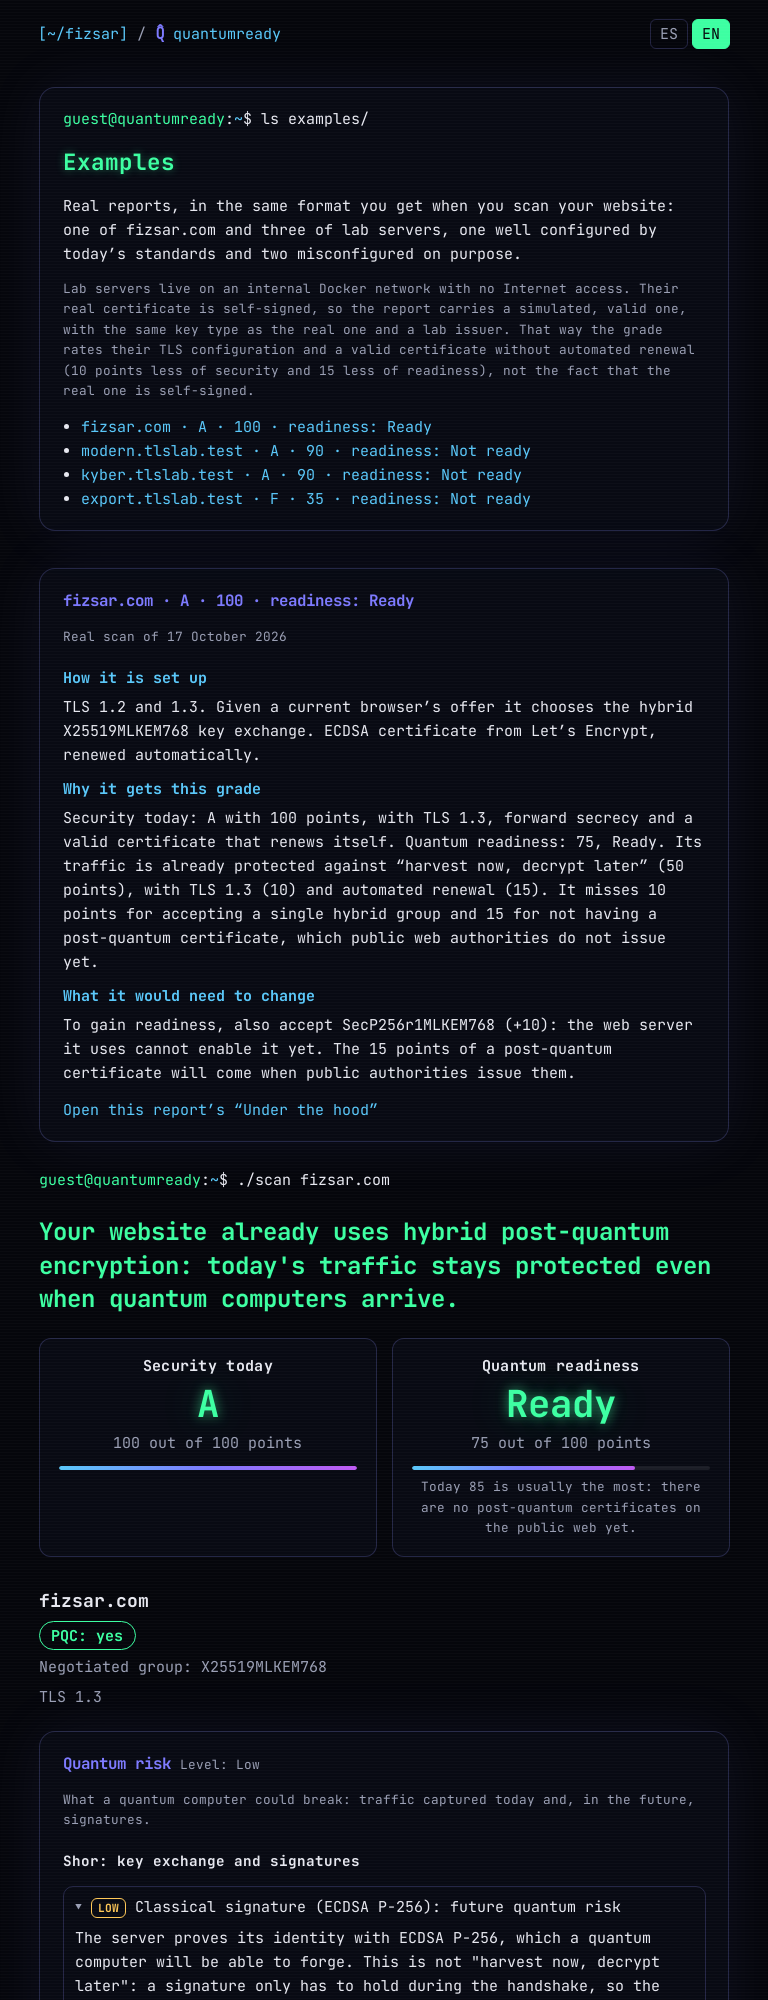 [~/fizsar] / Q̂ quantumready
ES EN
guest@quantumready:~$ ls examples/
Examples
Real reports, in the same format you get when you scan your website:
one of fizsar.com and three of lab servers, one well configured by
today’s standards and two misconfigured on purpose.
Lab servers live on an internal Docker network with no Internet access. Their
real certificate is self-signed, so the report carries a simulated, valid one,
with the same key type as the real one and a lab issuer. That way the grade
rates their TLS configuration and a valid certificate without automated renewal
(10 points less of security and 15 less of readiness), not the fact that the
real one is self-signed.
• fizsar.com · A · 100 · readiness: Ready
• modern.tlslab.test · A · 90 · readiness: Not ready
• kyber.tlslab.test · A · 90 · readiness: Not ready
• export.tlslab.test · F · 35 · readiness: Not ready
fizsar.com · A · 100 · readiness: Ready
Real scan of 17 October 2026
How it is set up
TLS 1.2 and 1.3. Given a current browser’s offer it chooses the hybrid
X25519MLKEM768 key exchange. ECDSA certificate from Let’s Encrypt,
renewed automatically.
Why it gets this grade
Security today: A with 100 points, with TLS 1.3, forward secrecy and a
valid certificate that renews itself. Quantum readiness: 75, Ready. Its
traffic is already protected against “harvest now, decrypt later” (50
points), with TLS 1.3 (10) and automated renewal (15). It misses 10
points for accepting a single hybrid group and 15 for not having a
post-quantum certificate, which public web authorities do not issue
yet.
What it would need to change
To gain readiness, also accept SecP256r1MLKEM768 (+10): the web server
it uses cannot enable it yet. The 15 points of a post-quantum
certificate will come when public authorities issue them.
Open this report’s “Under the hood”
guest@quantumready:~$ ./scan fizsar.com
Your website already uses hybrid post-quantum
encryption: today's traffic stays protected even
when quantum computers arrive.
Security today
A
100 out of 100 points
Quantum readiness
Ready
75 out of 100 points
Today 85 is usually the most: there
are no post-quantum certificates on
the public web yet.
fizsar.com
PQC: yes
Negotiated group: X25519MLKEM768
TLS 1.3
Quantum risk Level: Low
What a quantum computer could break: traffic captured today and, in the future,
signatures.
Shor: key exchange and signatures
▾ LOW Classical signature (ECDSA P-256): future quantum risk
The server proves its identity with ECDSA P-256, which a quantum
computer will be able to forge. This is not "harvest now, decrypt
later": a signature only has to hold during the handshake, so the